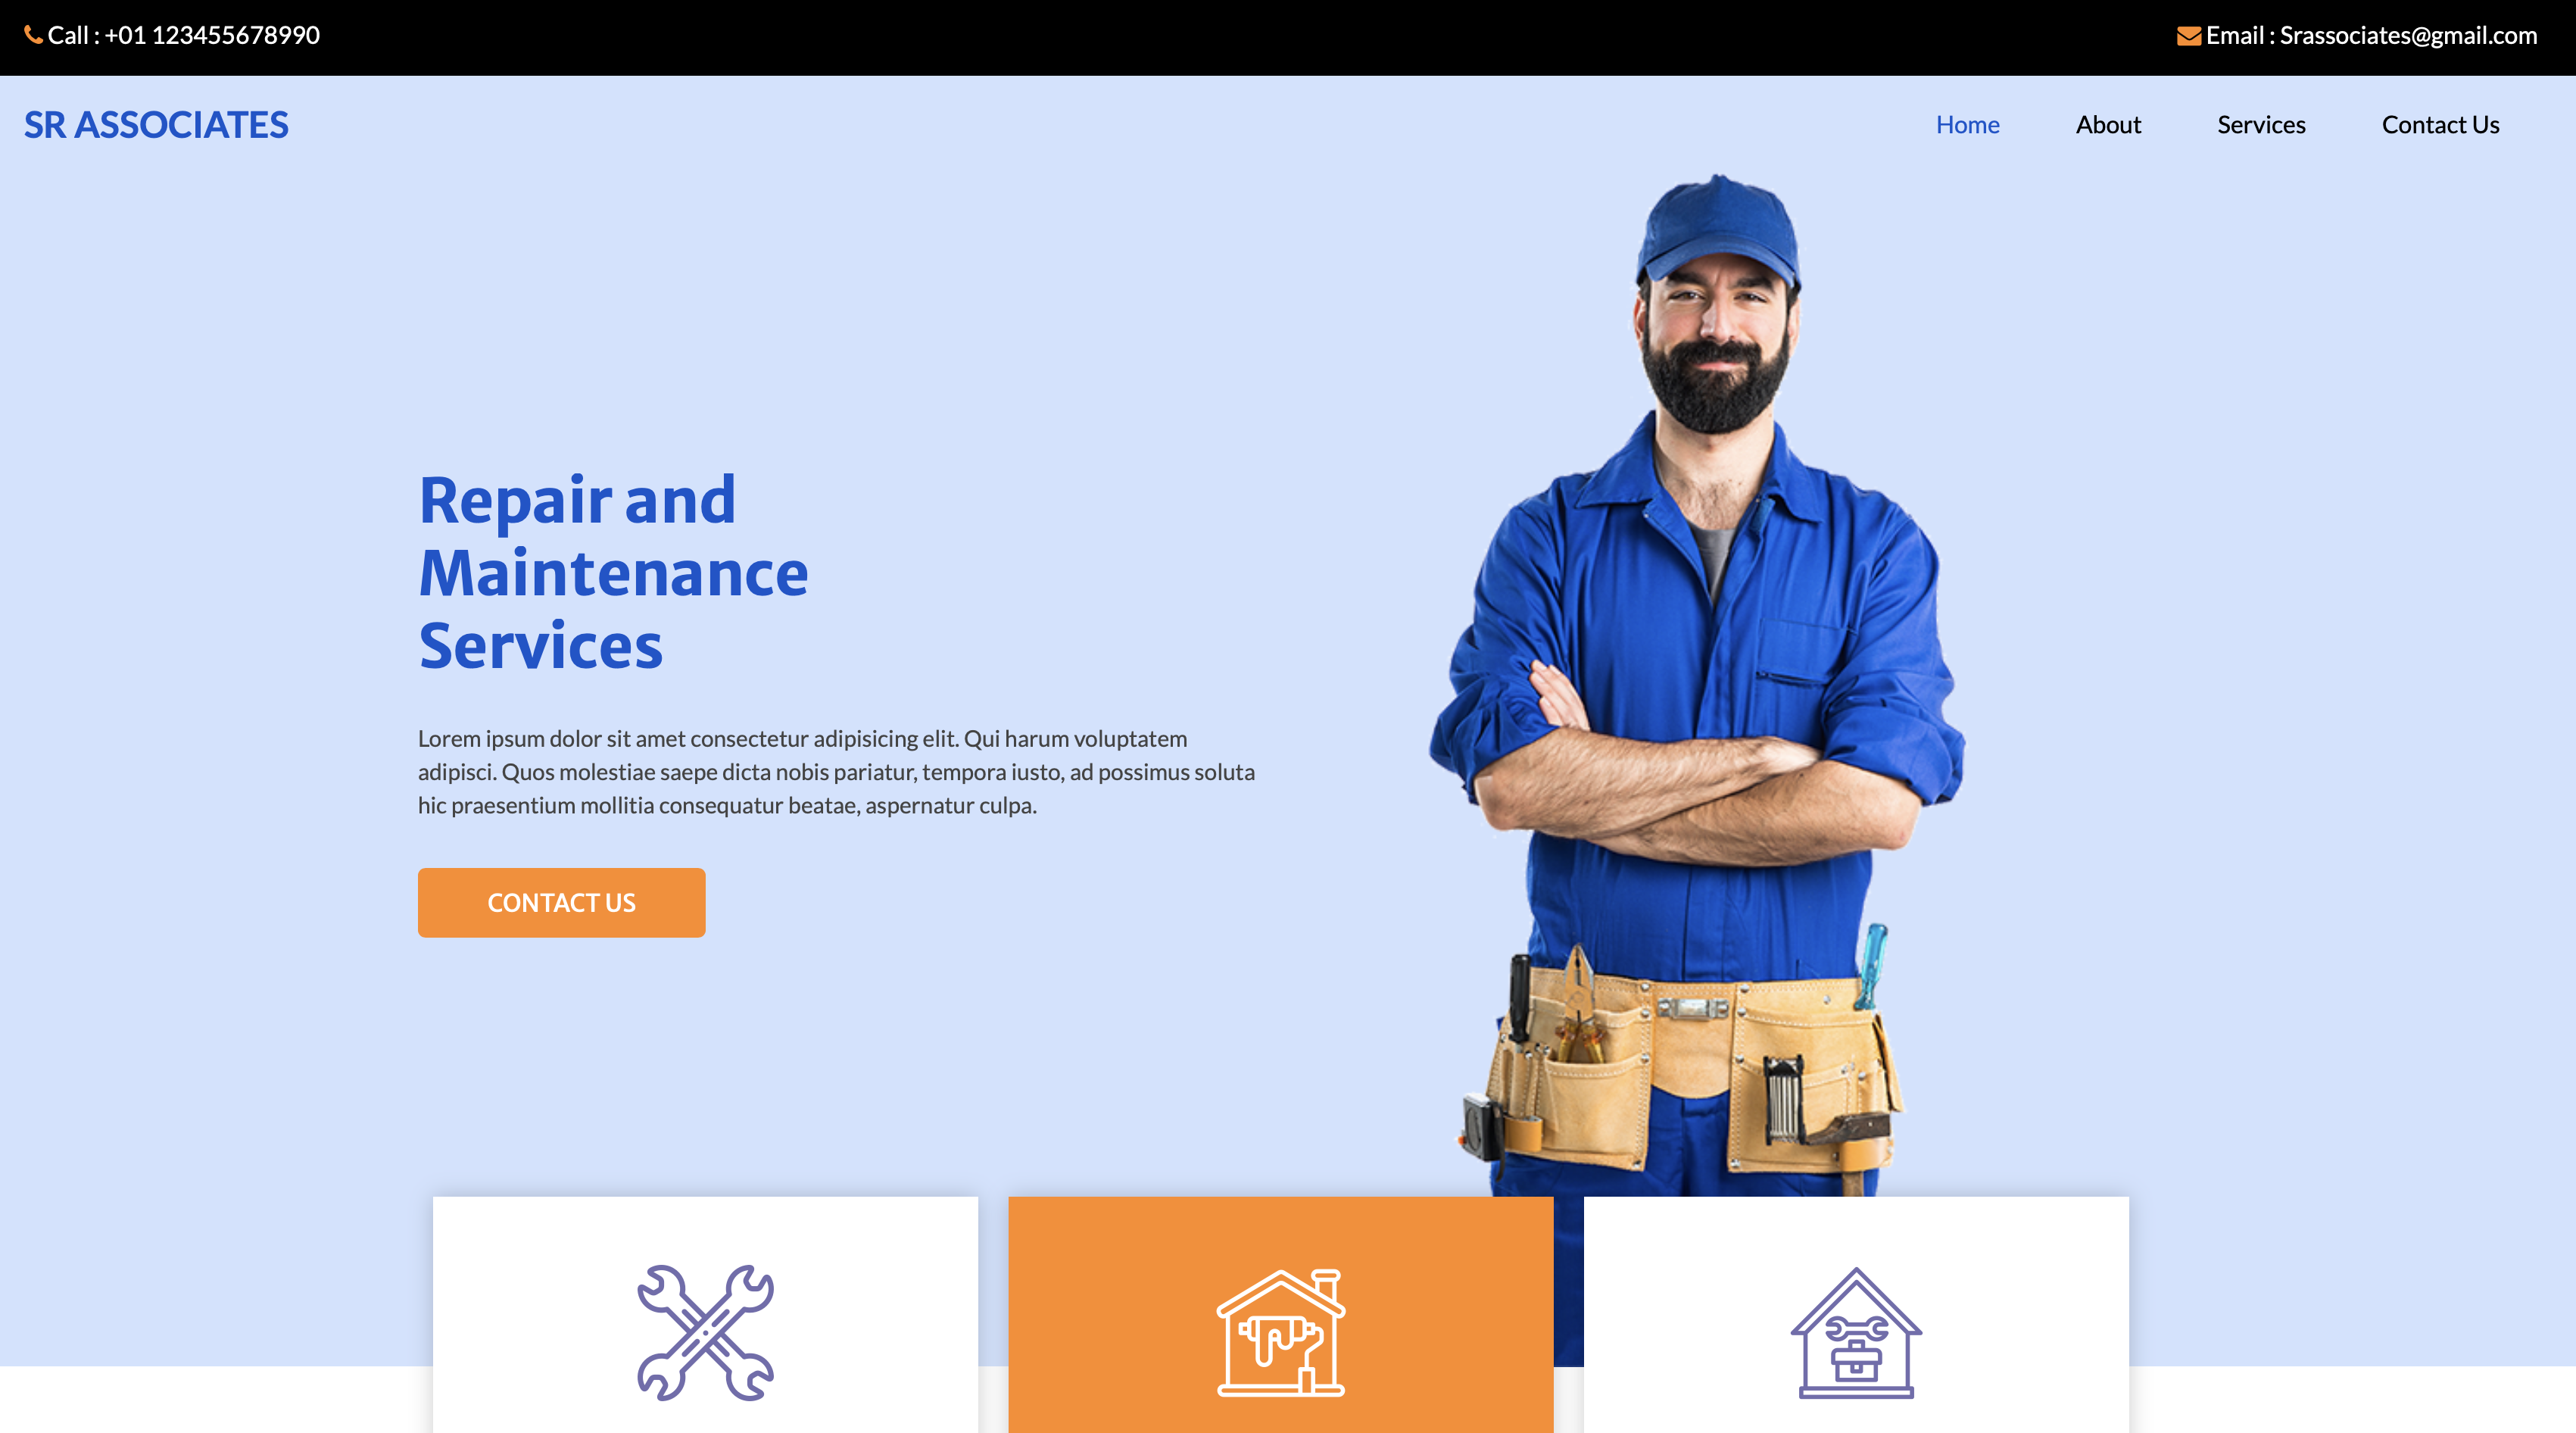 Call : +01 123455678990
Email : Srassociates@gmail.com
SR ASSOCIATES
Home
About
Services
Contact Us
Repair and
Maintenance
Services
Lorem ipsum dolor sit amet consectetur adipisicing elit. Qui harum voluptatem
adipisci. Quos molestiae saepe dicta nobis pariatur, tempora iusto, ad possimus soluta
hic praesentium mollitia consequatur beatae, aspernatur culpa.
CONTACT US